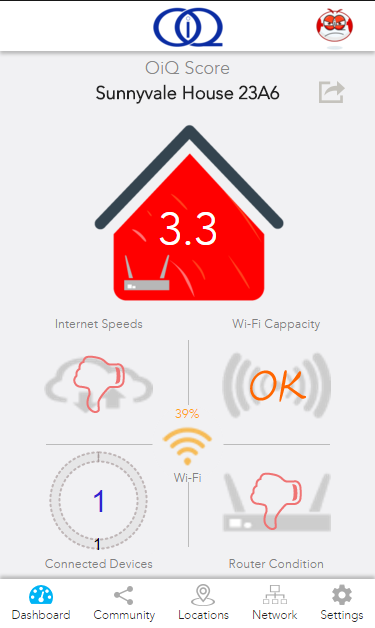 OiQ
OiQ Score
Sunnyvale House 23A6
3.3
Internet Speeds
Wi-Fi Cappacity
OK
39%
Wi-Fi
1
1
Connected Devices
Router Condition
Dashboard
Community
Locations
Network
Settings